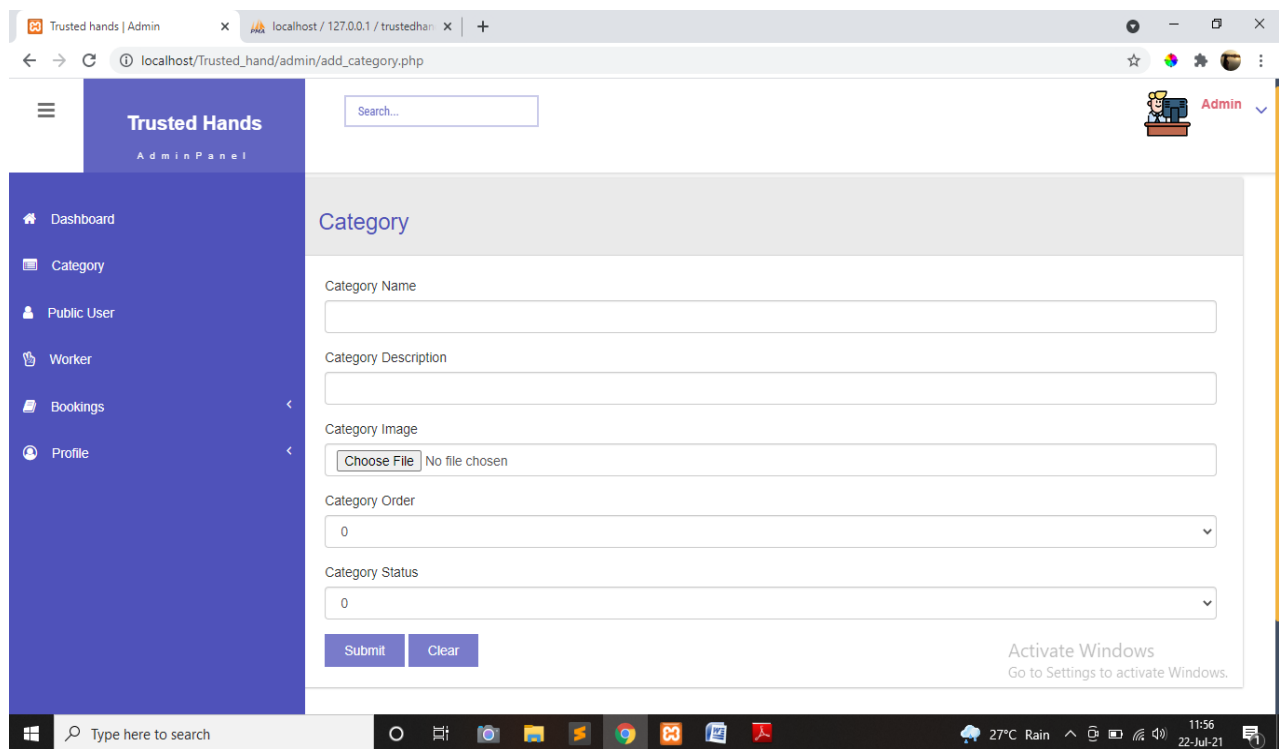 Trusted hands | Admin
localhost / 127.0.0.1 / trustedhan
localhost/Trusted_hand/admin/add_category.php
Trusted Hands
AdminPanel
Search...
Admin
Dashboard
Category
Public User
Worker
Bookings
Profile
Category
Category Name
Category Description
Category Image
Choose File No file chosen
Category Order
0
Category Status
0
Submit Clear
Activate Windows
Go to Settings to activate Windows.
Type here to search
27°C Rain
11:56
22-Jul-21